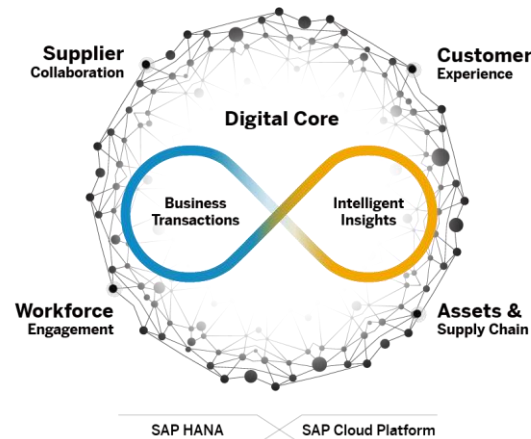 Supplier
Collaboration
Customer
Experience
Digital Core
Business
Transactions
Intelligent
Insights
Workforce
Engagement
Assets &
Supply Chain
SAP HANA
SAP Cloud Platform